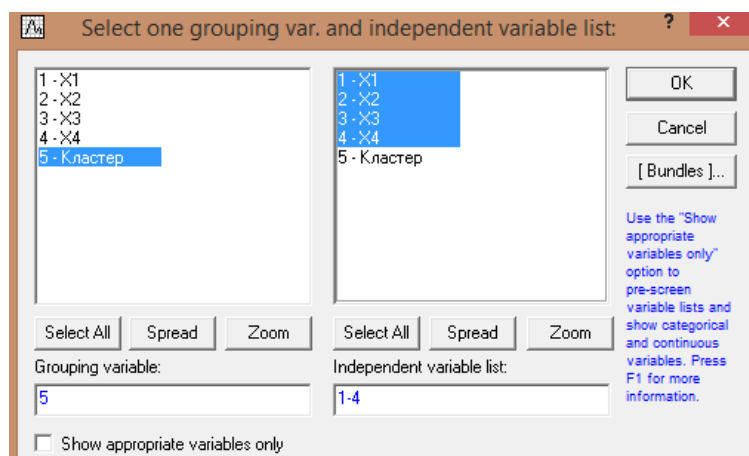 Select one grouping var. and independent variable list:
1 - X1
2 - X2
3 - X3
4 - X4
5 - Кластер
Select All
Spread
Zoom
Grouping variable:
5
1 - X1
2 - X2
3 - X3
4 - X4
5 - Кластер
Select All
Spread
Zoom
Independent variable list:
1-4
OK
Cancel
[ Bundles ]...
Use the "Show
appropriate
variables only"
option to
pre-screen
variable lists and
show categorical
and continuous
variables. Press
F1 for more
information.
Show appropriate variables only